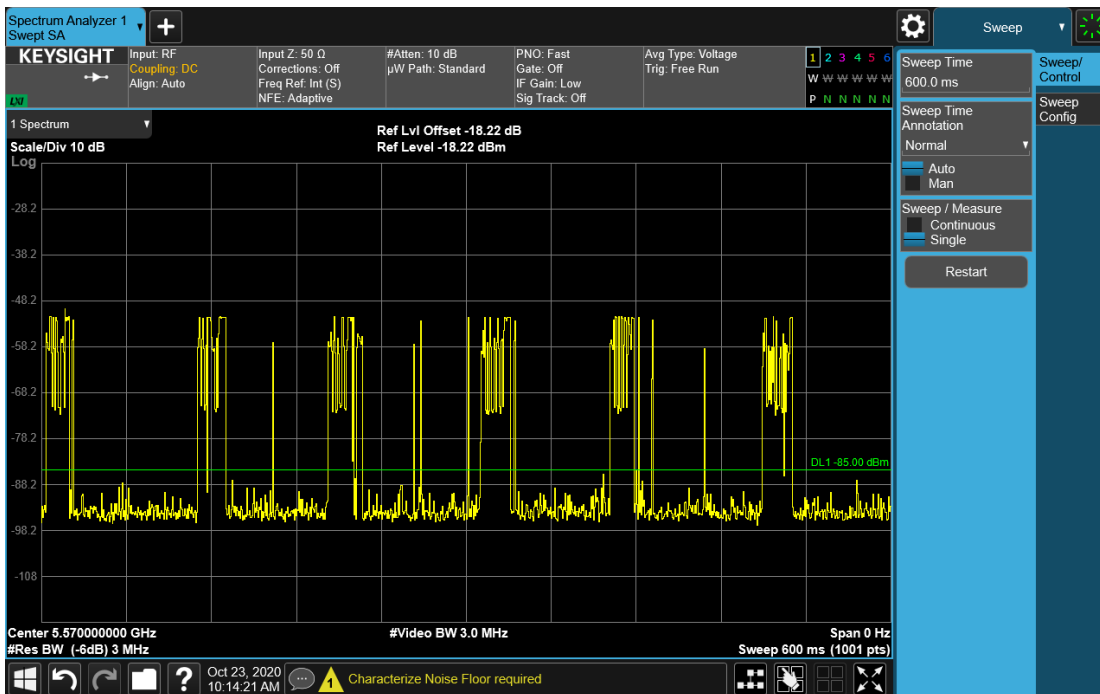 Spectrum Analyzer 1
Swept SA
Sweep
KEYSIGHT
LXI
Input: RF
Coupling: DC
Align: Auto
Input Z: 50 Ω
Corrections: Off
Freq Ref: Int (S)
NFE: Adaptive
#Atten: 10 dB
µW Path: Standard
PNO: Fast
Gate: Off
IF Gain: Low
Sig Track: Off
Avg Type: Voltage
Trig: Free Run
1 2 3 4 5 6
W W W W W W
P N N N N N
Sweep Time
600.0 ms
Sweep Time
Annotation
Normal
Auto
Man
Sweep / Measure
Continuous
Single
Restart
Sweep/
Control
Sweep
Config
1 Spectrum
Scale/Div 10 dB
Ref Lvl Offset -18.22 dB
Ref Level -18.22 dBm
Log
-28.2
-38.2
-48.2
-58.2
-68.2
-78.2
DL1 -85.00 dBm
-88.2
-98.2
-108
Center 5.570000000 GHz
#Video BW 3.0 MHz
Span 0 Hz
#Res BW (-6dB) 3 MHz
Sweep 600 ms (1001 pts)
?
Oct 23, 2020
10:14:21 AM
1
Characterize Noise Floor required